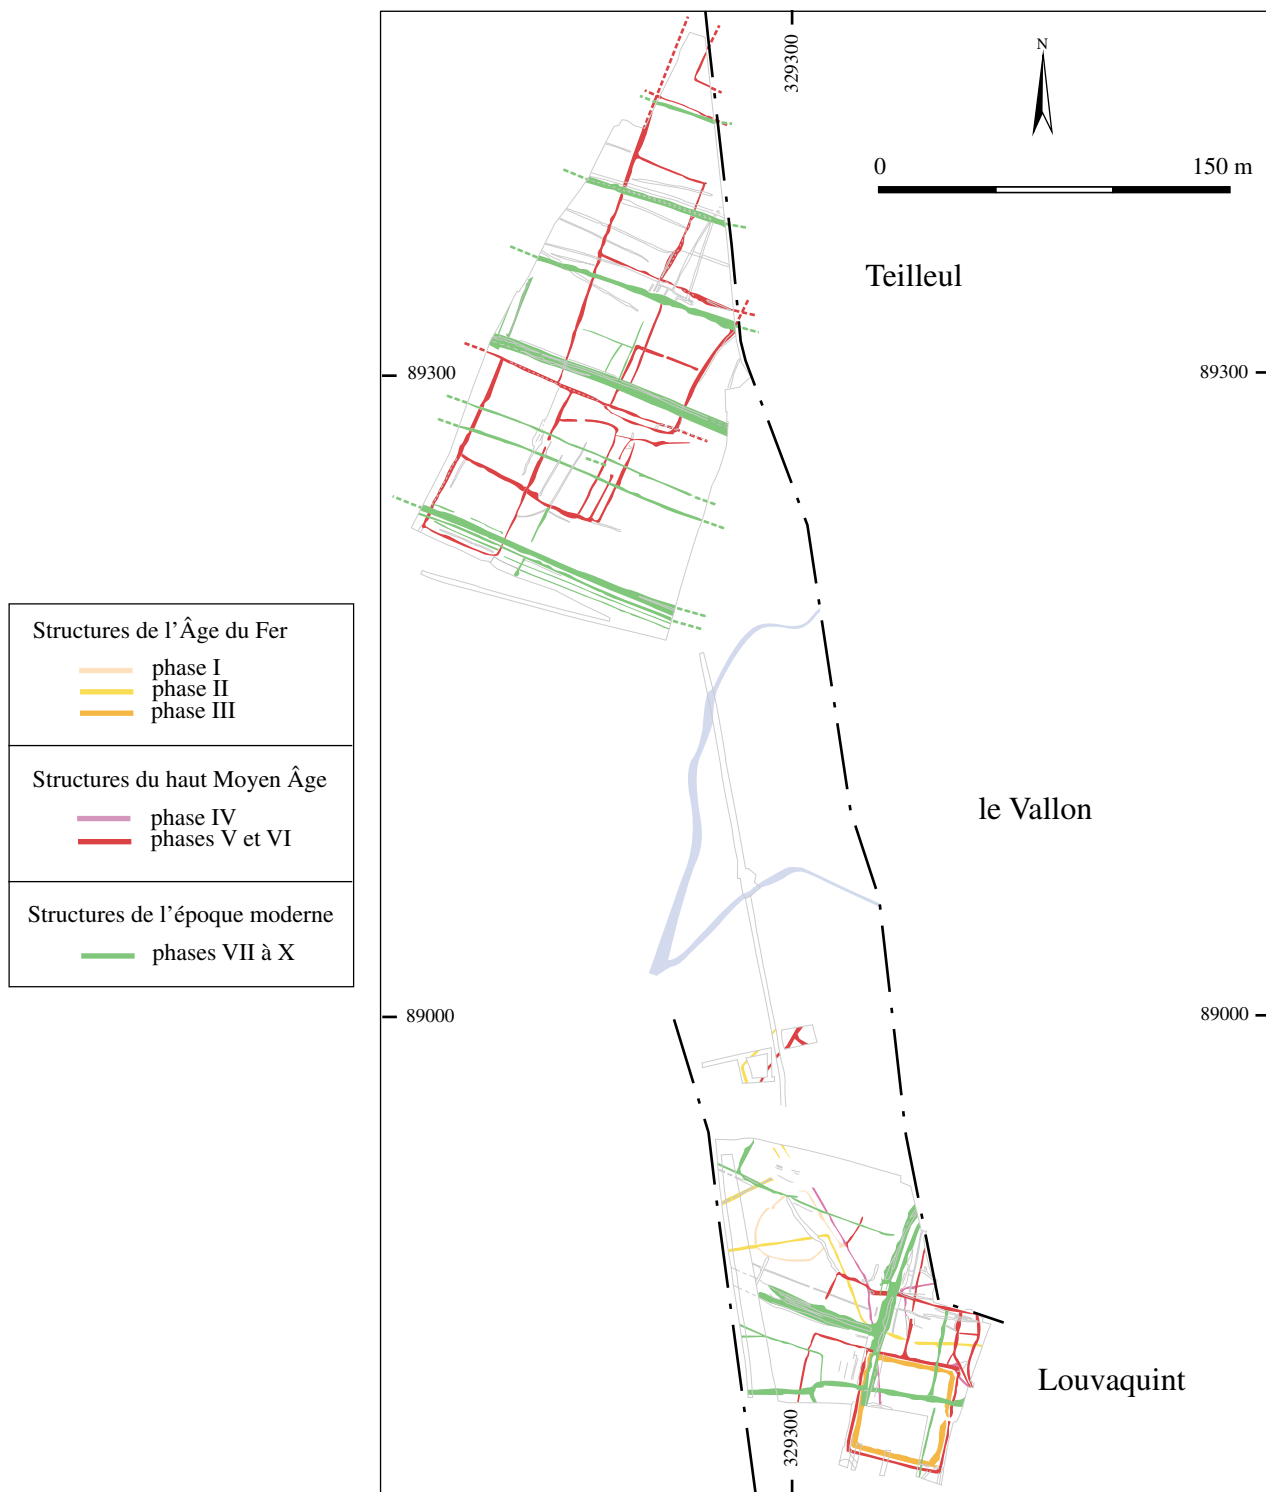 329300
N
0 150 m
Teilleul
89300 89300
Structures de l'Âge du Fer
phase I
phase II
phase III
Structures du haut Moyen Âge
phase IV
phases V et VI
Structures de l'époque moderne
phases VII à X
le Vallon
89000 89000
Louvaquint
329300